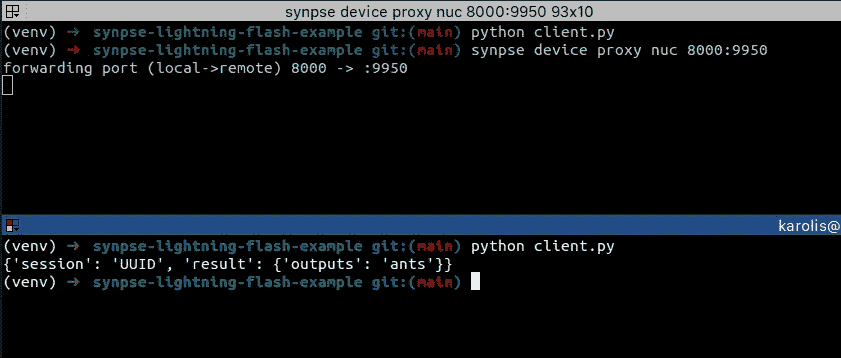 synpse device proxy nuc 8000:9950 93x10
(venv) → synpse-lightning-flash-example git:(main) python client.py
(venv) → synpse-lightning-flash-example git:(main) synpse device proxy nuc 8000:9950
forwarding port (local->remote) 8000 -> :9950
karolis@
(venv) → synpse-lightning-flash-example git:(main) python client.py
{'session': 'UUID', 'result': {'outputs': 'ants'}}
(venv) → synpse-lightning-flash-example git:(main)